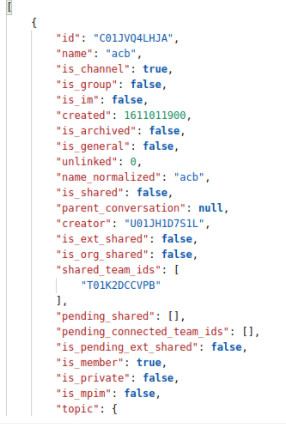 [
{
"id": "C01JVQ4LHJA",
"name": "acb",
"is_channel": true,
"is_group": false,
"is_im": false,
"created": 1611011900,
"is_archived": false,
"is_general": false,
"unlinked": 0,
"name_normalized": "acb",
"is_shared": false,
"parent_conversation": null,
"creator": "U01JH1D7S1L",
"is_ext_shared": false,
"is_org_shared": false,
"shared_team_ids": [
"T01K2DCCVPB"
],
"pending_shared": [],
"pending_connected_team_ids": [],
"is_pending_ext_shared": false,
"is_member": true,
"is_private": false,
"is_mpim": false,
"topic": {